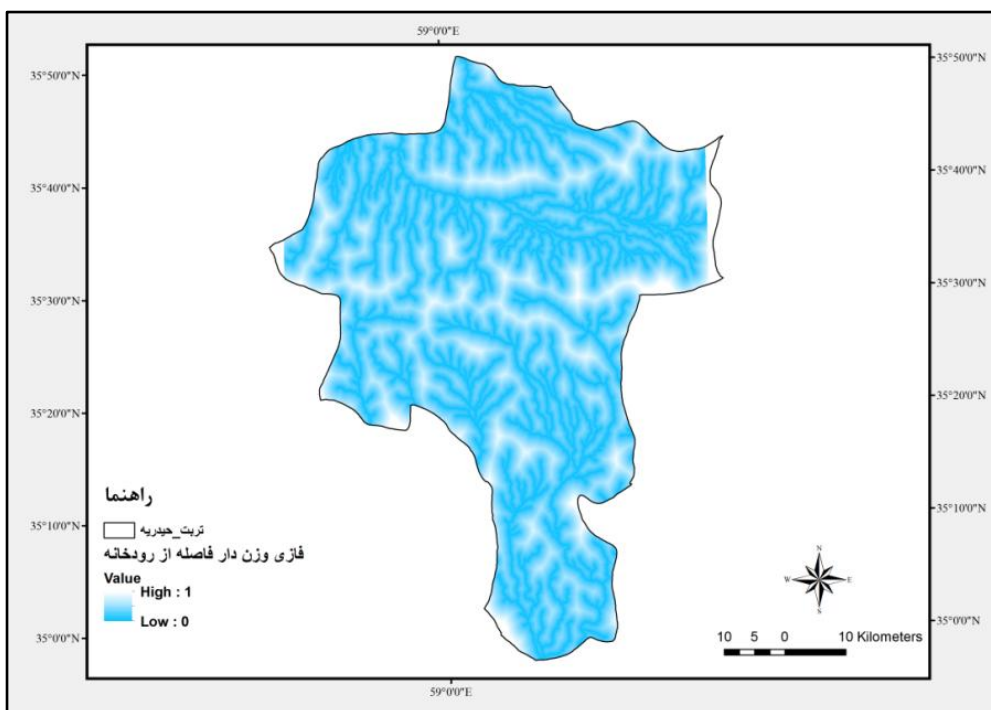 59°0'0"E
35°50'0"N
35°50'0"N
35°40'0"N
35°40'0"N
35°30'0"N
35°30'0"N
35°20'0"N
35°20'0"N
35°10'0"N
35°10'0"N
35°0'0"N
35°0'0"N
راهنما
تربت_حیدریه
فازی وزن دار فاصله از رودخانه
Value
High : 1
Low : 0
N
W E
S
10 5 0 10 Kilometers
59°0'0"E